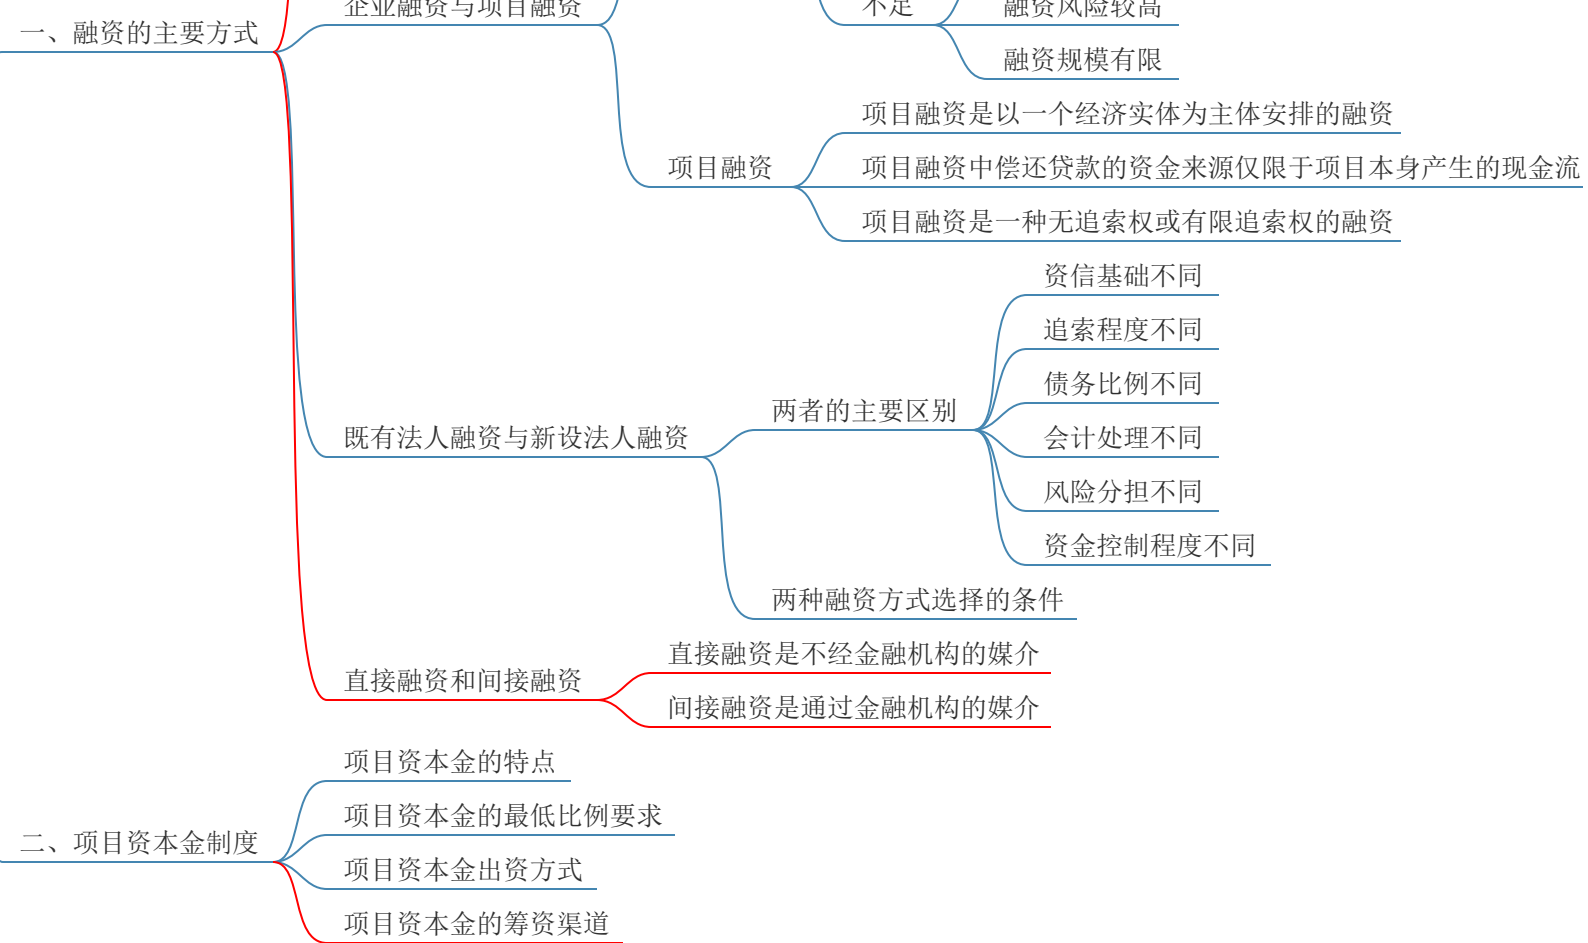 一、融资的主要方式
企业融资与项目融资
不足
融资风险较高
融资规模有限
项目融资
项目融资是以一个经济实体为主体安排的融资
项目融资中偿还贷款的资金来源仅限于项目本身产生的现金流
项目融资是一种无追索权或有限追索权的融资
既有法人融资与新设法人融资
两者的主要区别
资信基础不同
追索程度不同
债务比例不同
会计处理不同
风险分担不同
资金控制程度不同
两种融资方式选择的条件
直接融资和间接融资
直接融资是不经金融机构的媒介
间接融资是通过金融机构的媒介
二、项目资本金制度
项目资本金的特点
项目资本金的最低比例要求
项目资本金出资方式
项目资本金的筹资渠道